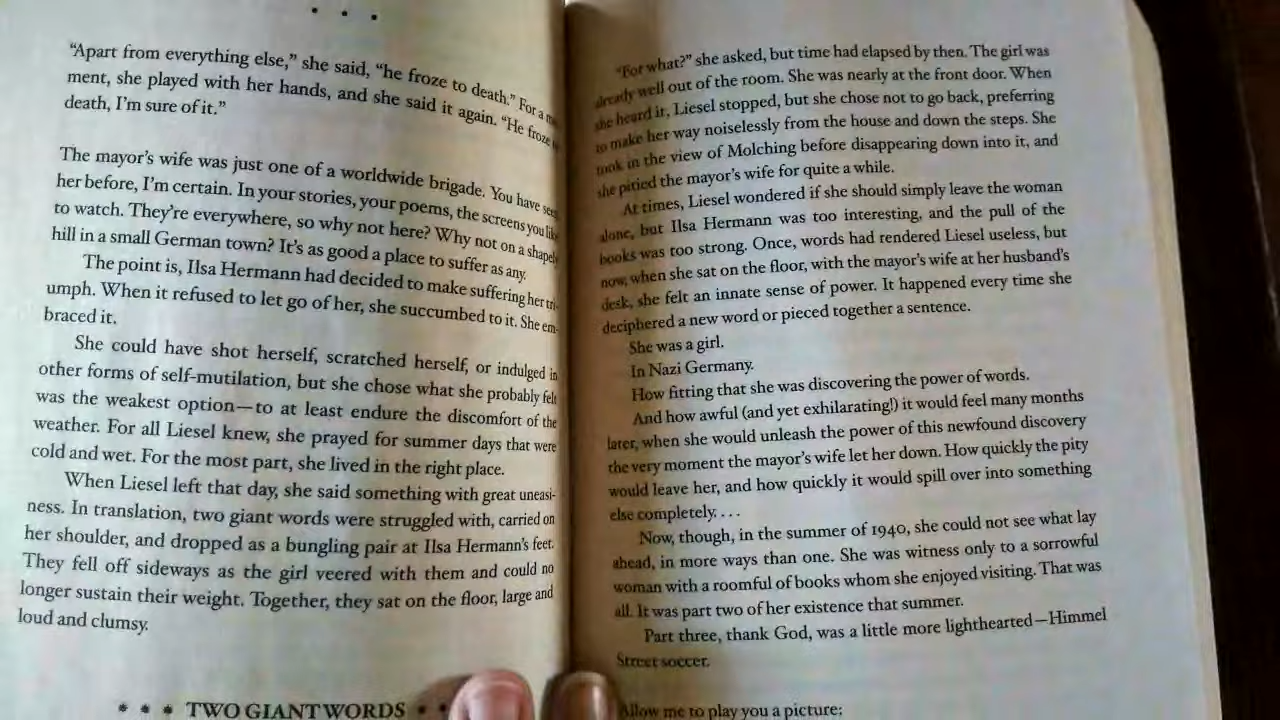 "Apart from everything else," she said, "he froze to death." For a mo-
ment, she played with her hands, and she said it again. "He froze to
death, I'm sure of it."
The mayor's wife was just one of a worldwide brigade. You have seen
her before, I'm certain. In your stories, your poems, the screens you like
to watch. They're everywhere, so why not here? Why not on a shapely
hill in a small German town? It's as good a place to suffer as any.
The point is, Ilsa Hermann had decided to make suffering her tri-
umph. When it refused to let go of her, she succumbed to it. She em-
braced it.
She could have shot herself, scratched herself, or indulged in
other forms of self-mutilation, but she chose what she probably felt
was the weakest option—to at least endure the discomfort of the
weather. For all Liesel knew, she prayed for summer days that were
cold and wet. For the most part, she lived in the right place.
When Liesel left that day, she said something with great uneasi-
ness. In translation, two giant words were struggled with, carried on
her shoulder, and dropped as a bungling pair at Ilsa Hermann's feet.
They fell off sideways as the girl veered with them and could no
longer sustain their weight. Together, they sat on the floor, large and
loud and clumsy.
TWO GIANT WORDS
"For what?" she asked, but time had elapsed by then. The girl was
already well out of the room. She was nearly at the front door. When
she heard it, Liesel stopped, but she chose not to go back, preferring
to make her way noiselessly from the house and down the steps. She
took in the view of Molching before disappearing down into it, and
she pitied the mayor's wife for quite a while.
At times, Liesel wondered if she should simply leave the woman
alone, but Ilsa Hermann was too interesting, and the pull of the
books was too strong. Once, words had rendered Liesel useless, but
now, when she sat on the floor, with the mayor's wife at her husband's
desk, she felt an innate sense of power. It happened every time she
deciphered a new word or pieced together a sentence.
She was a girl.
In Nazi Germany.
How fitting that she was discovering the power of words.
And how awful (and yet exhilarating!) it would feel many months
later, when she would unleash the power of this newfound discovery
the very moment the mayor's wife let her down. How quickly the pity
would leave her, and how quickly it would spill over into something
else completely. . . .
Now, though, in the summer of 1940, she could not see what lay
ahead, in more ways than one. She was witness only to a sorrowful
woman with a roomful of books whom she enjoyed visiting. That was
all. It was part two of her existence that summer.
Part three, thank God, was a little more lighthearted—Himmel
Street soccer.
Allow me to play you a picture: